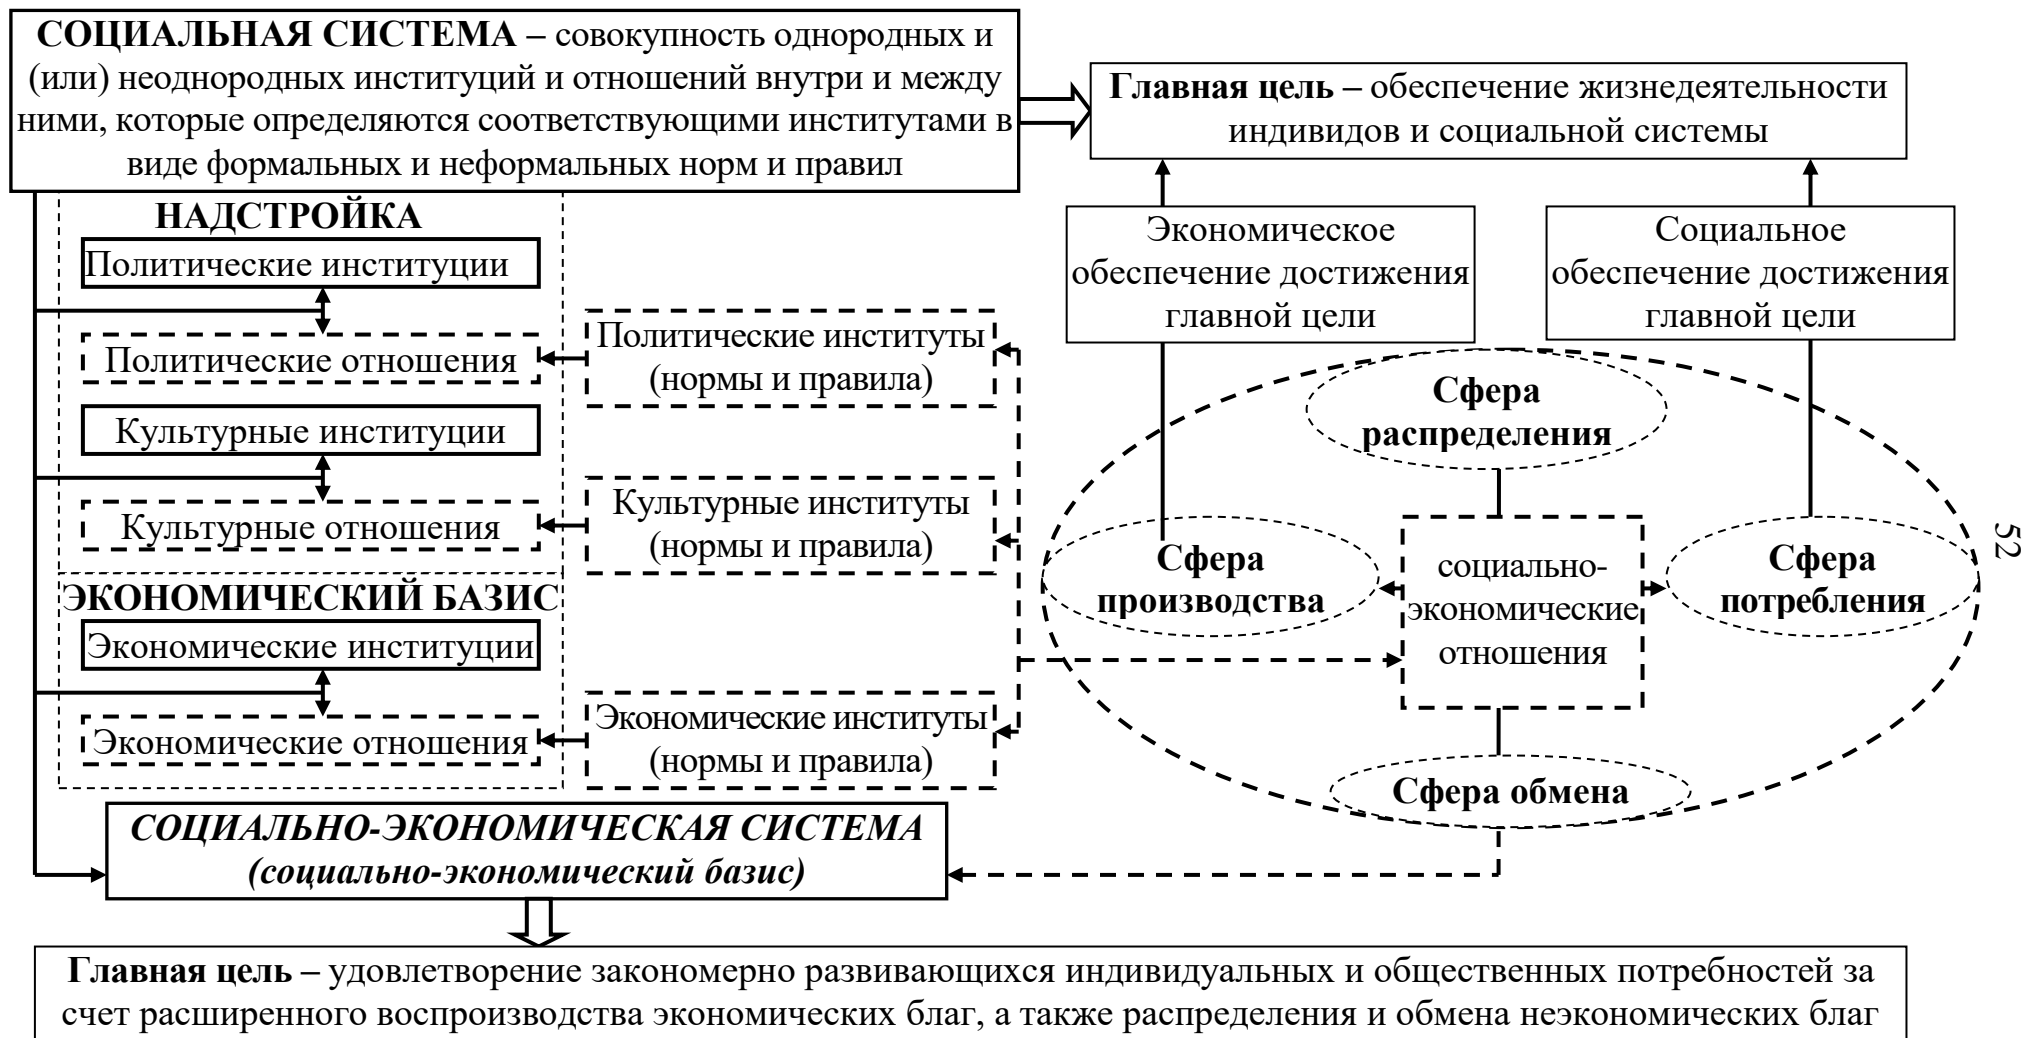 СОЦИАЛЬНАЯ СИСТЕМА – совокупность однородных и
(или) неоднородных институций и отношений внутри и между
ними, которые определяются соответствующими институтами в
виде формальных и неформальных норм и правил
Главная цель – обеспечение жизнедеятельности
индивидов и социальной системы
НАДСТРОЙКА
Политические институции
Политические отношения
Культурные институции
Культурные отношения
ЭКОНОМИЧЕСКИЙ БАЗИС
Экономические институции
Экономические отношения
Политические институты
(нормы и правила)
Культурные институты
(нормы и правила)
Экономические институты
(нормы и правила)
Экономическое
обеспечение достижения
главной цели
Социальное
обеспечение достижения
главной цели
Сфера
распределения
Сфера
производства
социально-
экономические
отношения
Сфера
потребления
Сфера обмена
52
СОЦИАЛЬНО-ЭКОНОМИЧЕСКАЯ СИСТЕМА
(социально-экономический базис)
Главная цель – удовлетворение закономерно развивающихся индивидуальных и общественных потребностей за
счет расширенного воспроизводства экономических благ, а также распределения и обмена неэкономических благ